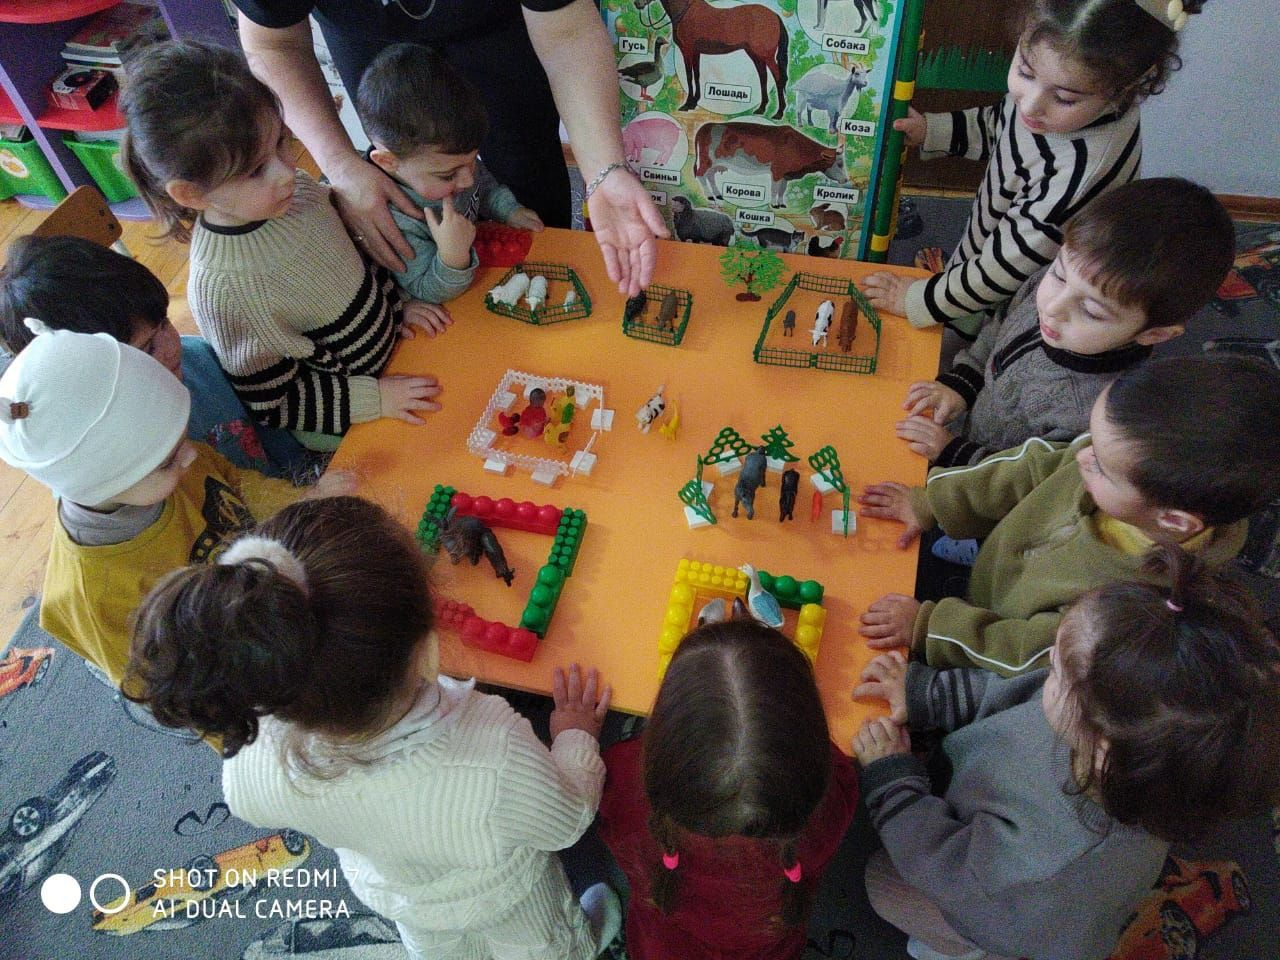 Гусь
Собака
Лошадь
Коза
Свинья
Корова
Кролик
Кошка
SHOT ON REDMI 7
AI DUAL CAMERA